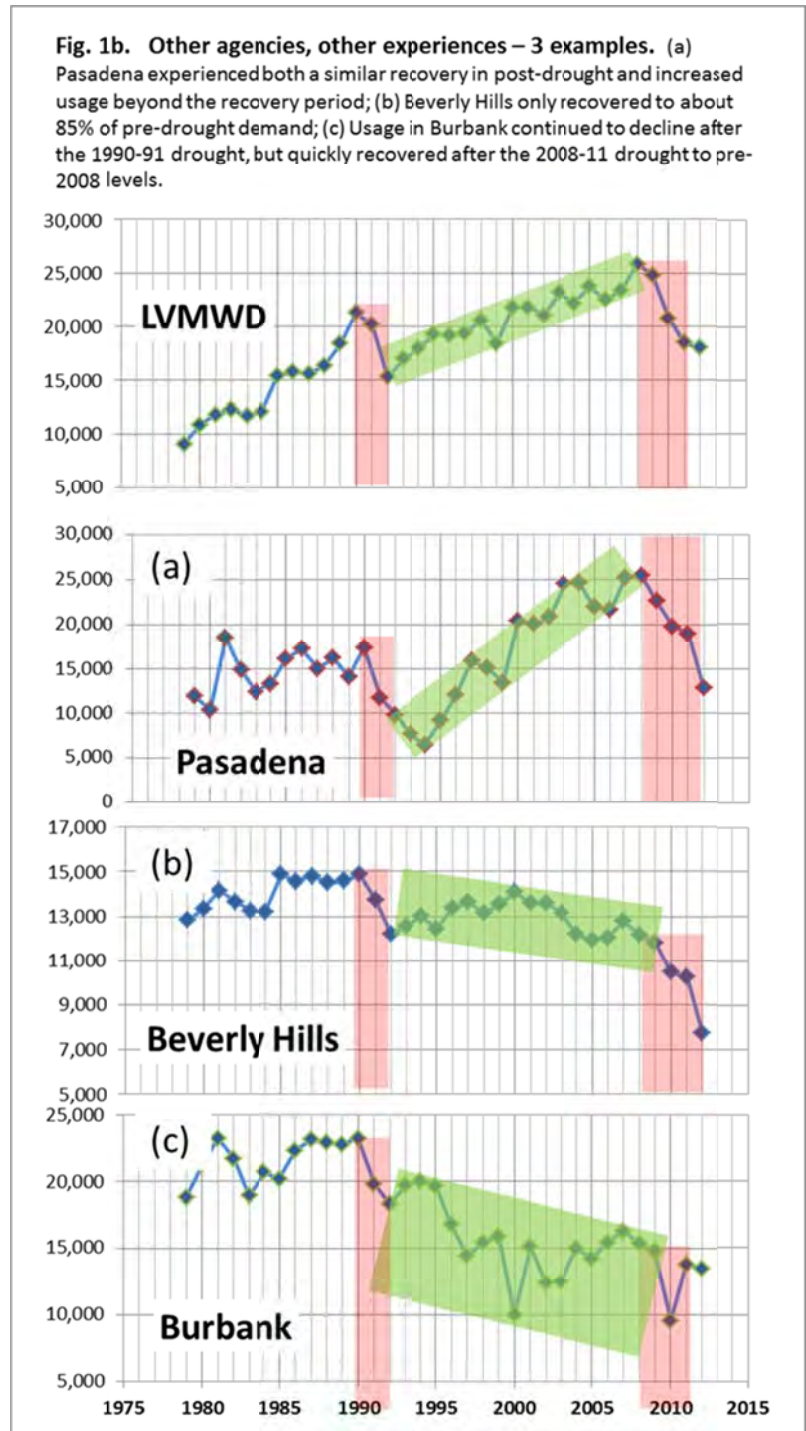 Fig. 1b. Other agencies, other experiences – 3 examples. (a)
Pasadena experienced both a similar recovery in post-drought and increased
usage beyond the recovery period; (b) Beverly Hills only recovered to about
85% of pre-drought demand; (c) Usage in Burbank continued to decline after
the 1990-91 drought, but quickly recovered after the 2008-11 drought to pre-
2008 levels.
30,000
25,000
LVMWD
20,000
15,000
10,000
5,000
30,000
(a)
25,000
20,000
15,000
10,000
Pasadena
5,000
0
17,000
(b)
15,000
13,000
11,000
9,000
Beverly Hills
7,000
5,000
25,000
(c)
20,000
15,000
10,000
Burbank
5,000
1975 1980 1985 1990 1995 2000 2005 2010 2015